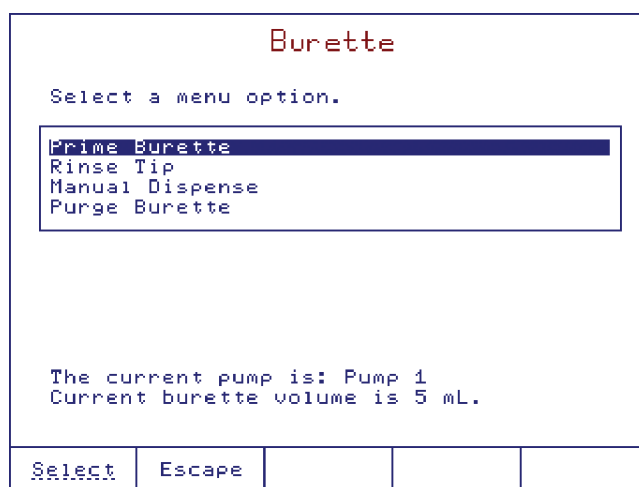 Burette
Select a menu option.
Prime Burette
Rinse Tip
Manual Dispense
Purge Burette
The current pump is: Pump 1
Current burette volume is 5 mL.
Select Escape